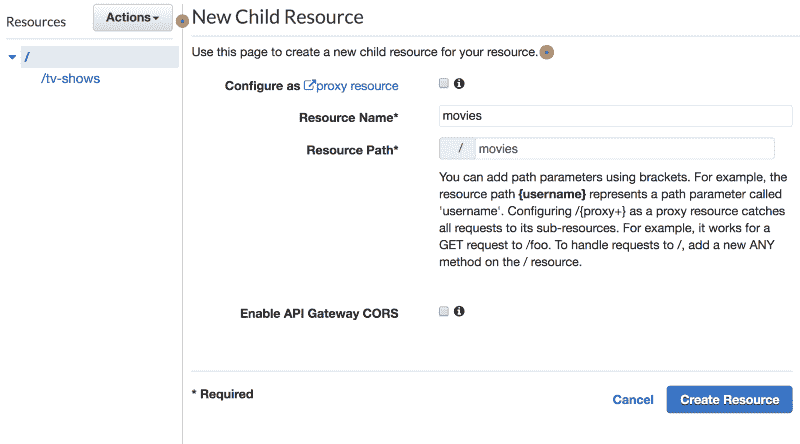 Resources
Actions
/
/tv-shows
New Child Resource
Use this page to create a new child resource for your resource.
Configure as proxy resource
Resource Name*
movies
Resource Path*
/ movies
You can add path parameters using brackets. For example, the
resource path {username} represents a path parameter called
'username'. Configuring /{proxy+} as a proxy resource catches
all requests to its sub-resources. For example, it works for a
GET request to /foo. To handle requests to /, add a new ANY
method on the / resource.
Enable API Gateway CORS
* Required
Cancel
Create Resource